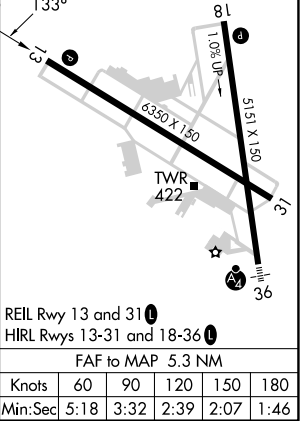 133°
18
P
P
13
1.0% UP
6350 X 150
5151 X 150
TWR
422
31
A4
36
REIL Rwy 13 and 31 L
HIRL Rwys 13-31 and 18-36 L
FAF to MAP 5.3 NM
Knots 60 90 120 150 180
Min:Sec 5:18 3:32 2:39 2:07 1:46